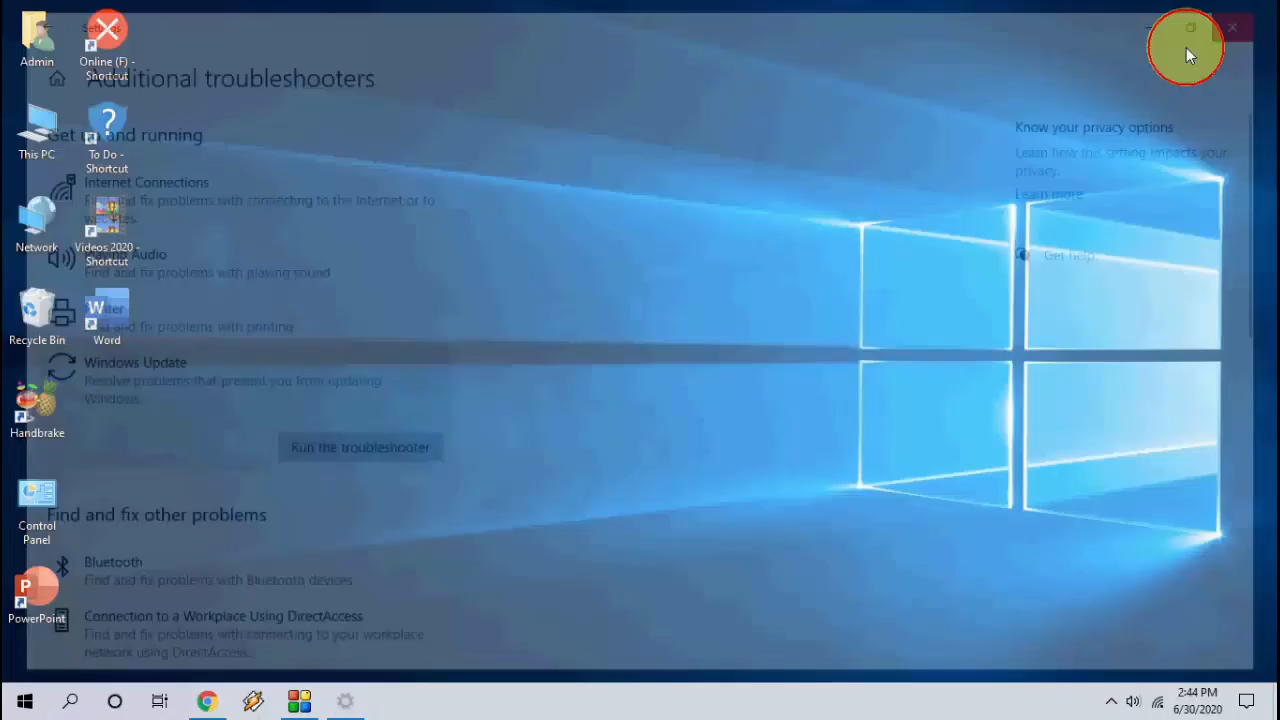 Settings
Additional troubleshooters
Get up and running
Internet Connections
Find and fix problems with connecting to the Internet or to
websites.
Playing Audio
Find and fix problems with playing sound
Printer
Find and fix problems with printing
Windows Update
Resolve problems that prevent you from updating
Windows.
Run the troubleshooter
Find and fix other problems
Bluetooth
Find and fix problems with Bluetooth devices
Connection to a Workplace Using DirectAccess
Find and fix problems with connecting to your workplace
network using DirectAccess.
Know your privacy options
Learn how this setting impacts your
privacy.
Learn more
Get help
Admin
Online (F) -
Shortcut
This PC
To Do -
Shortcut
Network
Videos 2020 -
Shortcut
Recycle Bin
W
Word
Handbrake
Control
Panel
P
PowerPoint
2:44 PM
6/30/2020